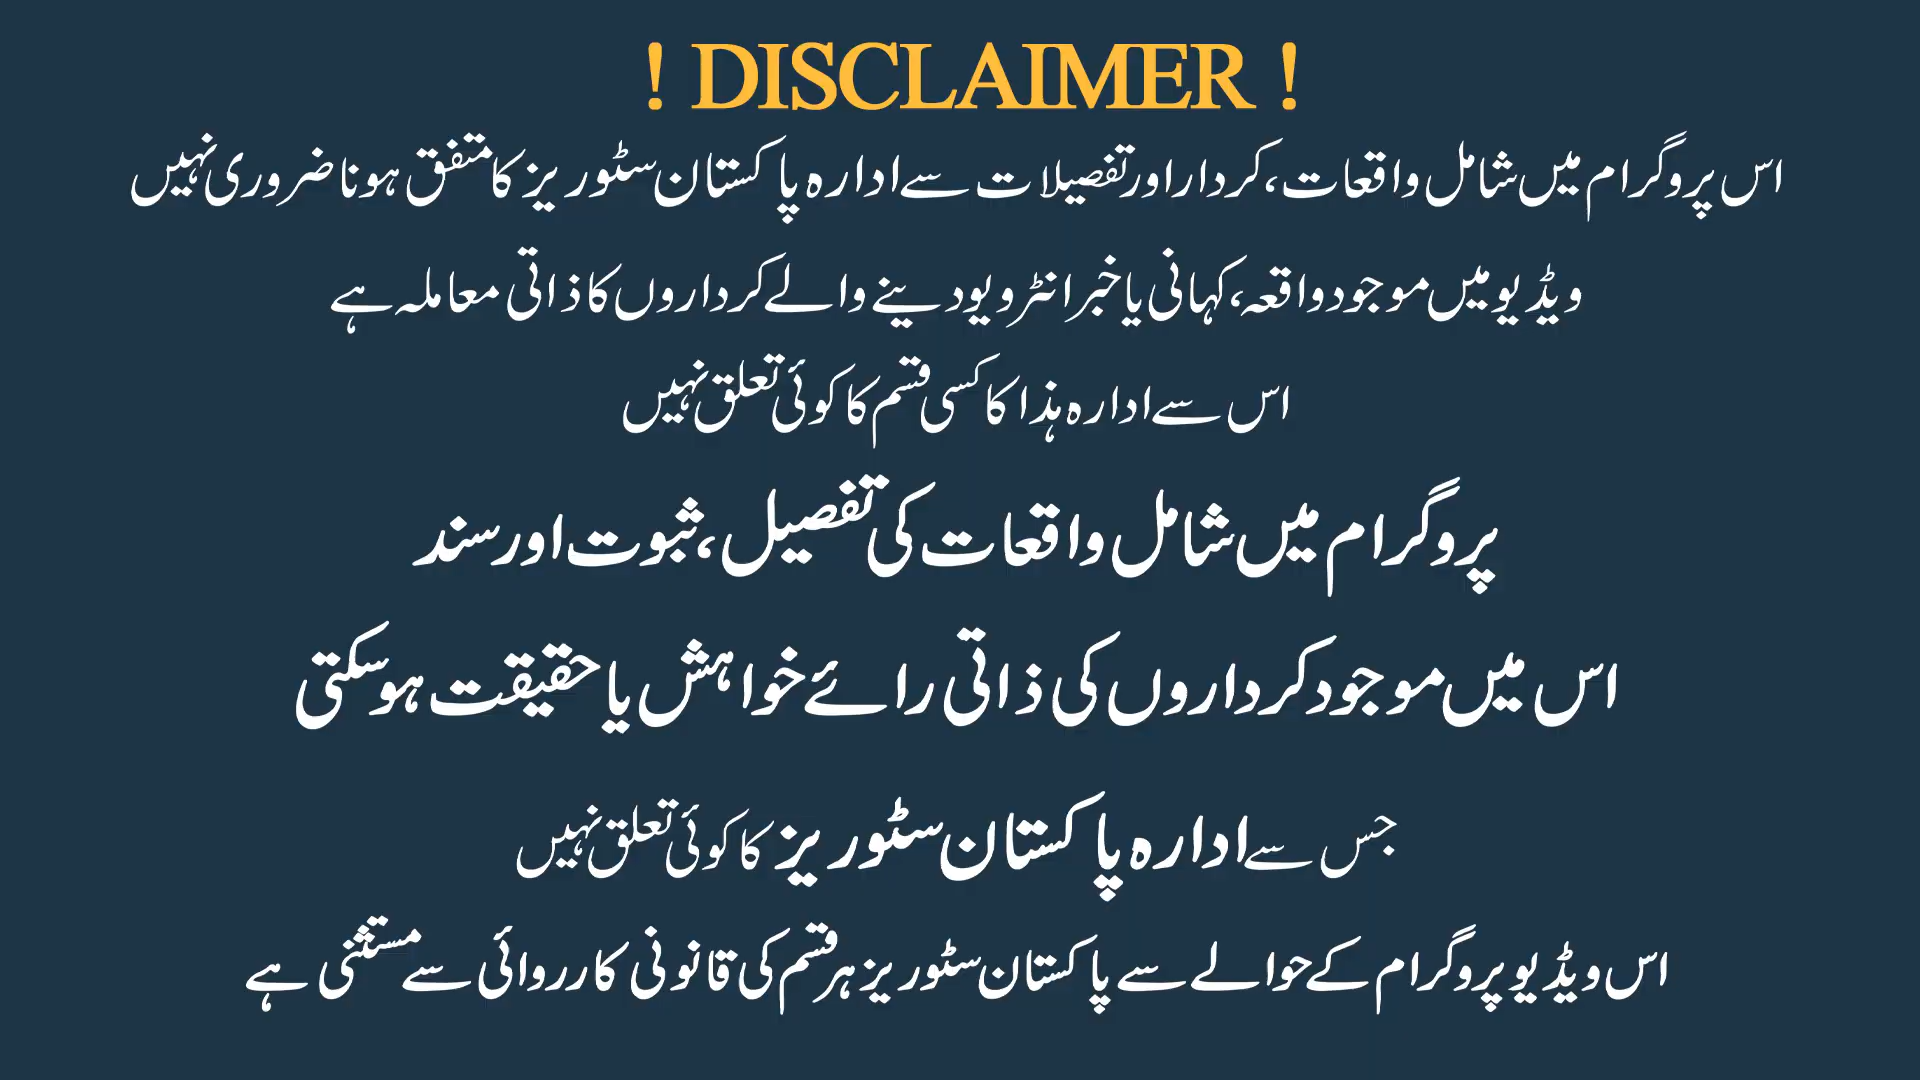 ! DISCLAIMER !
اس پروگرام میں شامل واقعات، کردار اور تفصیلات سے ادارہ پاکستان سٹوریز کا متفق ہونا ضروری نہیں
ویڈیو میں موجود واقعہ، کہانی یا خبر انٹرویو دینے والے کرداروں کا ذاتی معاملہ ہے
اس سے ادارہ ہذا کا کسی قسم کا کوئی تعلق نہیں
پروگرام میں شامل واقعات کی تفصیل، ثبوت اور سند
اس میں موجود کرداروں کی ذاتی رائے خواہش یا حقیقت ہو سکتی
جس سے ادارہ پاکستان سٹوریز کا کوئی تعلق نہیں
اس ویڈیو پروگرام کے حوالے سے پاکستان سٹوریز ہر قسم کی قانونی کارروائی سے مستثنی ہے